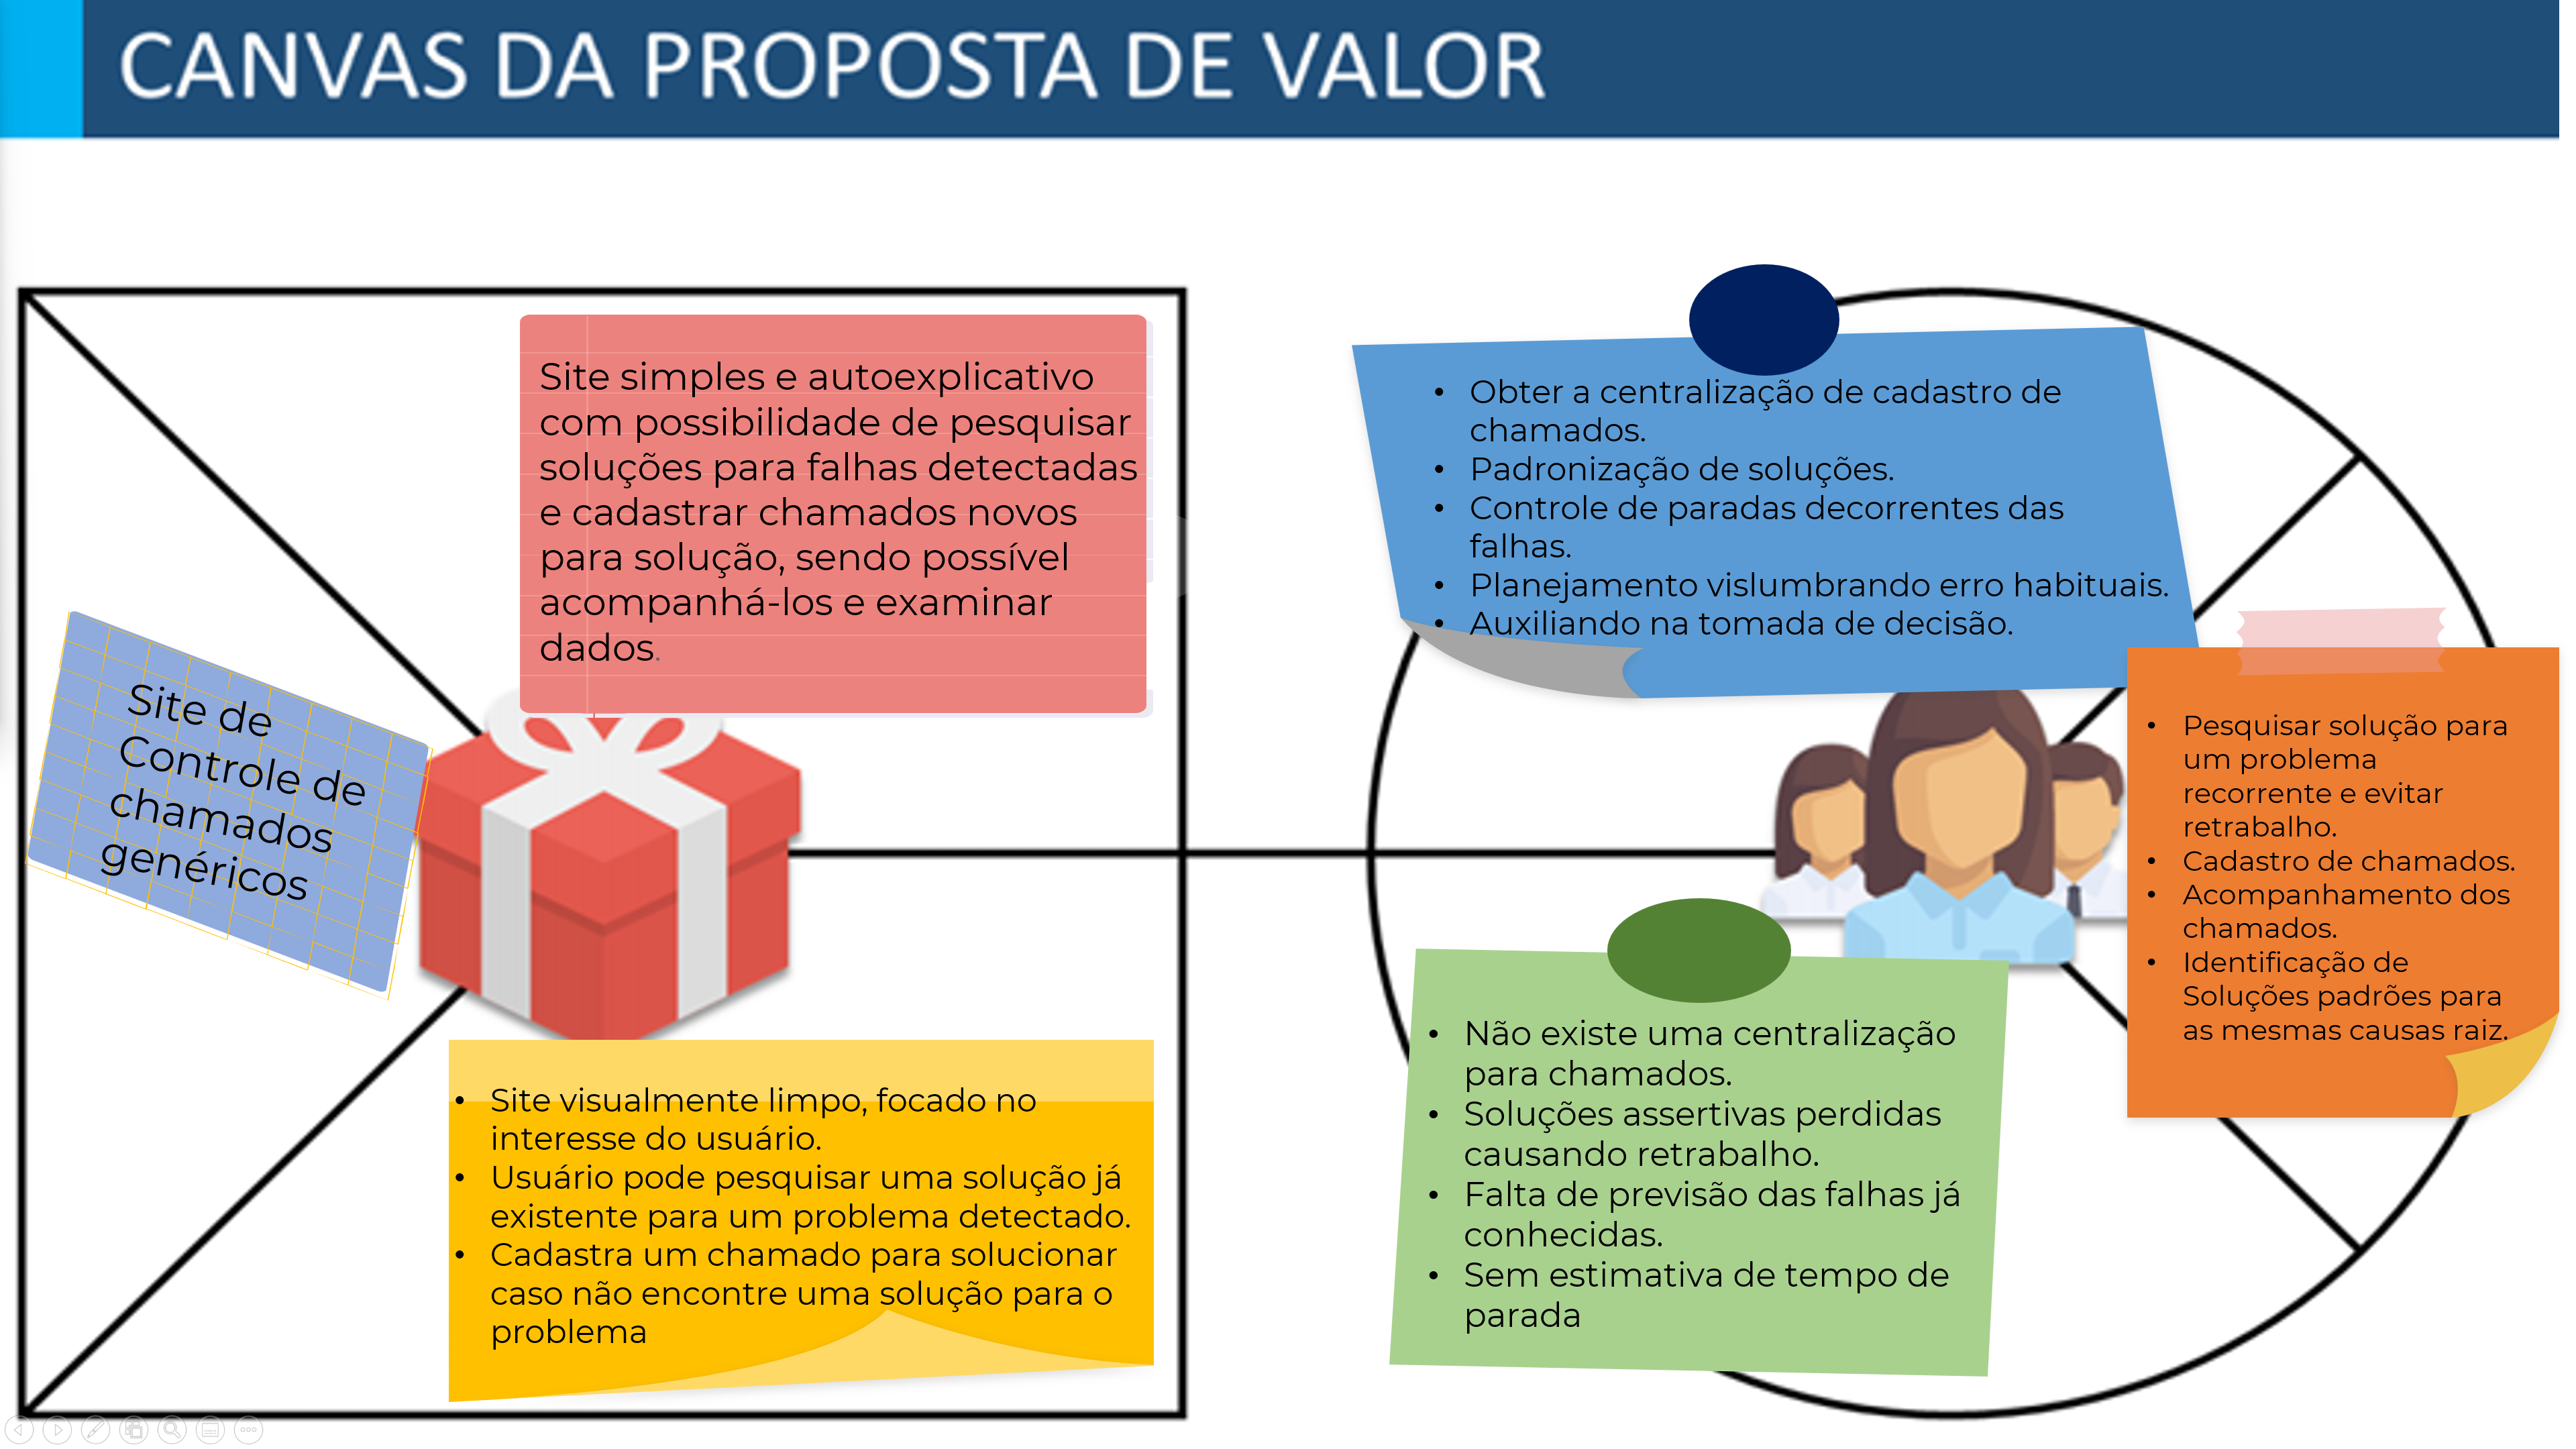 CANVAS DA PROPOSTA DE VALOR
Site de
Controle de
chamados
genéricos
Site simples e autoexplicativo
com possibilidade de pesquisar
soluções para falhas detectadas
e cadastrar chamados novos
para solução, sendo possível
acompanhá-los e examinar
dados.
• Site visualmente limpo, focado no
interesse do usuário.
• Usuário pode pesquisar uma solução já
existente para um problema detectado.
• Cadastra um chamado para solucionar
caso não encontre uma solução para o
problema
• Obter a centralização de cadastro de
chamados.
• Padronização de soluções.
• Controle de paradas decorrentes das
falhas.
• Planejamento vislumbrando erro habituais.
• Auxiliando na tomada de decisão.
• Pesquisar solução para
um problema
recorrente e evitar
retrabalho.
• Cadastro de chamados.
• Acompanhamento dos
chamados.
• Identificação de
Soluções padrões para
as mesmas causas raiz.
• Não existe uma centralização
para chamados.
• Soluções assertivas perdidas
causando retrabalho.
• Falta de previsão das falhas já
conhecidas.
• Sem estimativa de tempo de
parada